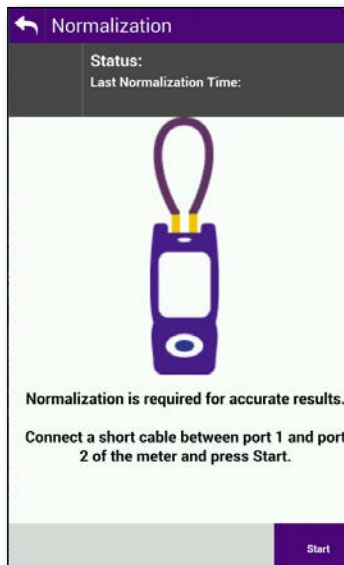 Normalization
Status:
Last Normalization Time:
Normalization is required for accurate results.
Connect a short cable between port 1 and port
2 of the meter and press Start.
Start